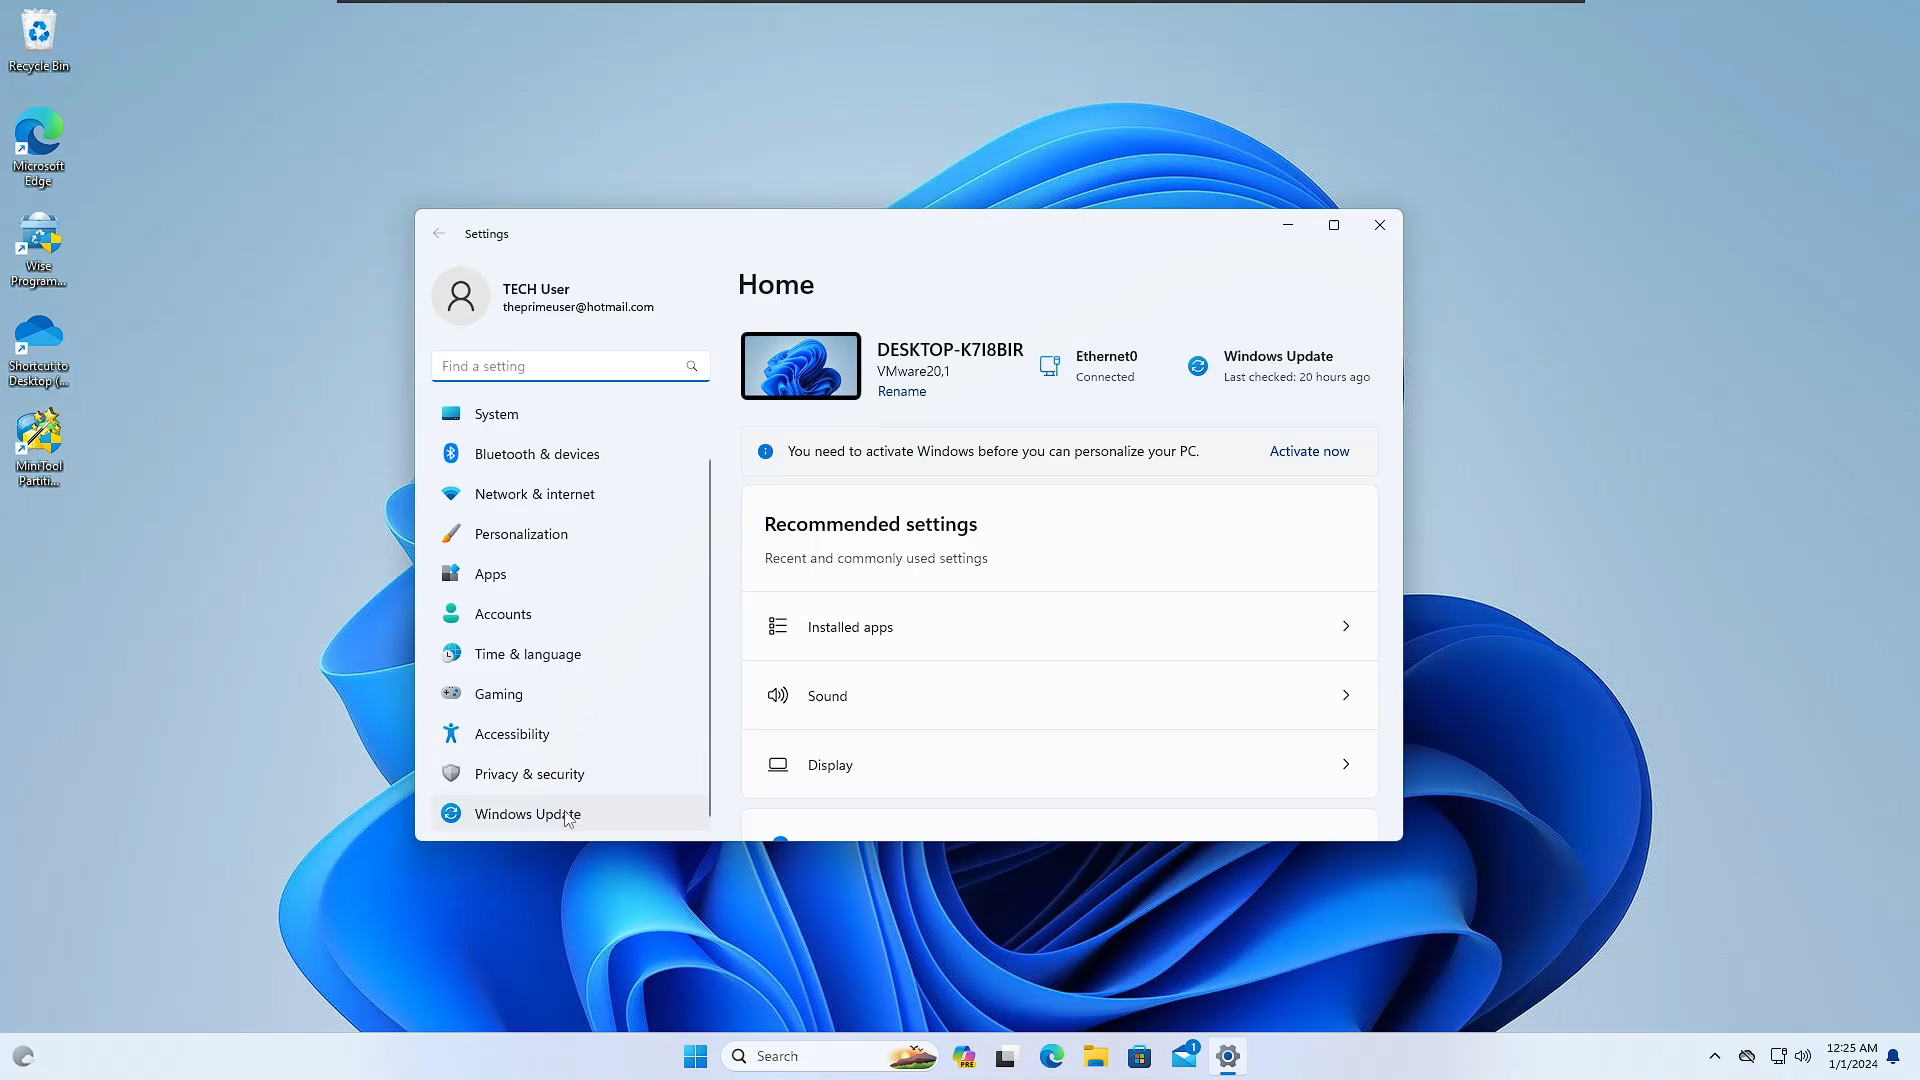 Recycle Bin
Microsoft
Edge
Wise
Program...
Shortcut to
Desktop (...
MiniTool
Partiti...
Settings
TECH User
theprimeuser@hotmail.com
Find a setting
System
Bluetooth & devices
Network & internet
Personalization
Apps
Accounts
Time & language
Gaming
Accessibility
Privacy & security
Windows Update
Home
DESKTOP-K7I8BIR
VMware20,1
Rename
Ethernet0
Connected
Windows Update
Last checked: 20 hours ago
You need to activate Windows before you can personalize your PC.
Activate now
Recommended settings
Recent and commonly used settings
Installed apps
Sound
Display
Search
PRE
1
12:25 AM
1/1/2024